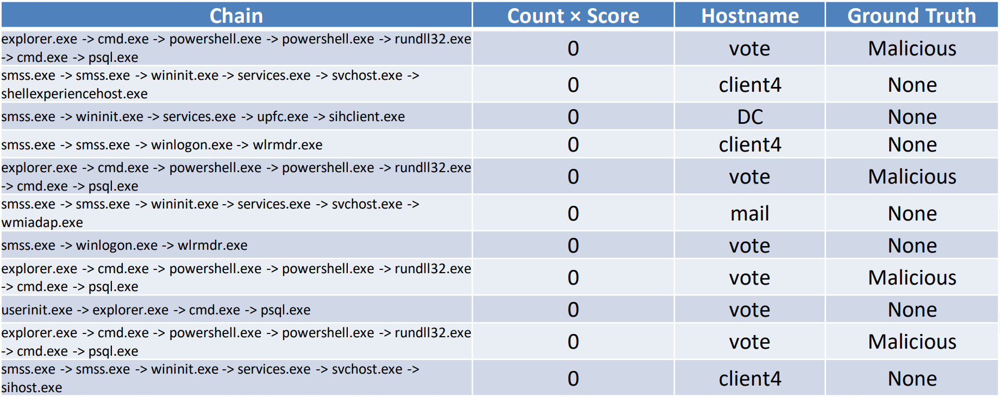 Chain Count × Score Hostname Ground Truth
explorer.exe -> cmd.exe -> powershell.exe -> powershell.exe -> rundll32.exe
-> cmd.exe -> psql.exe
0 vote Malicious
smss.exe -> smss.exe -> wininit.exe -> services.exe -> svchost.exe ->
shellexperiencehost.exe
0 client4 None
smss.exe -> wininit.exe -> services.exe -> upfc.exe -> sihclient.exe 0 DC None
smss.exe -> smss.exe -> winlogon.exe -> wlrmdr.exe 0 client4 None
explorer.exe -> cmd.exe -> powershell.exe -> powershell.exe -> rundll32.exe
-> cmd.exe -> psql.exe
0 vote Malicious
smss.exe -> smss.exe -> wininit.exe -> services.exe -> svchost.exe ->
wmiadap.exe
0 mail None
smss.exe -> winlogon.exe -> wlrmdr.exe 0 vote None
explorer.exe -> cmd.exe -> powershell.exe -> powershell.exe -> rundll32.exe
-> cmd.exe -> psql.exe
0 vote Malicious
userinit.exe -> explorer.exe -> cmd.exe -> psql.exe 0 vote None
explorer.exe -> cmd.exe -> powershell.exe -> powershell.exe -> rundll32.exe
-> cmd.exe -> psql.exe
0 vote Malicious
smss.exe -> smss.exe -> wininit.exe -> services.exe -> svchost.exe ->
sihost.exe
0 client4 None